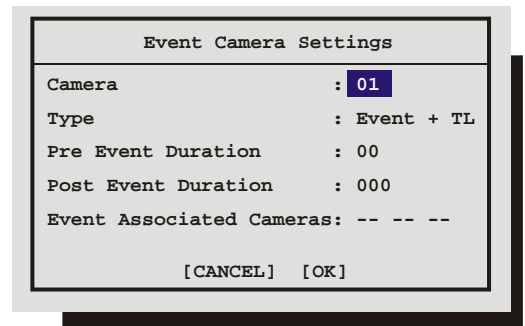 Event Camera Settings
Camera : 01
Type : Event + TL
Pre Event Duration : 00
Post Event Duration : 000
Event Associated Cameras: -- -- --
[CANCEL] [OK]